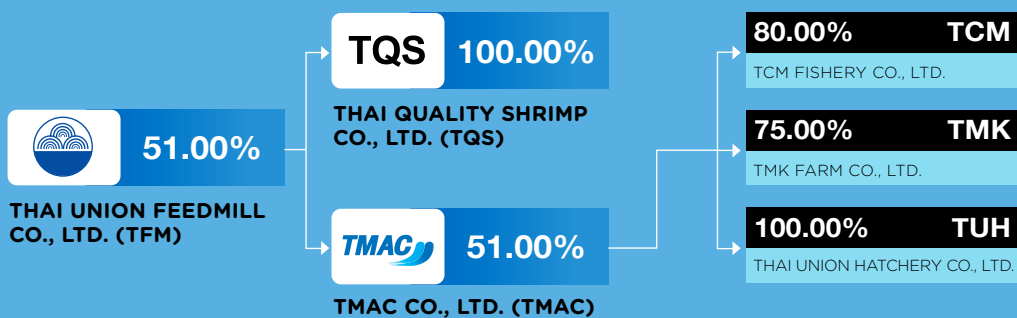 51.00%
THAI UNION FEEDMILL
CO., LTD. (TFM)
TQS 100.00%
THAI QUALITY SHRIMP
CO., LTD. (TQS)
TMAC 51.00%
TMAC CO., LTD. (TMAC)
80.00% TCM
TCM FISHERY CO., LTD.
75.00% TMK
TMK FARM CO., LTD.
100.00% TUH
THAI UNION HATCHERY CO., LTD.